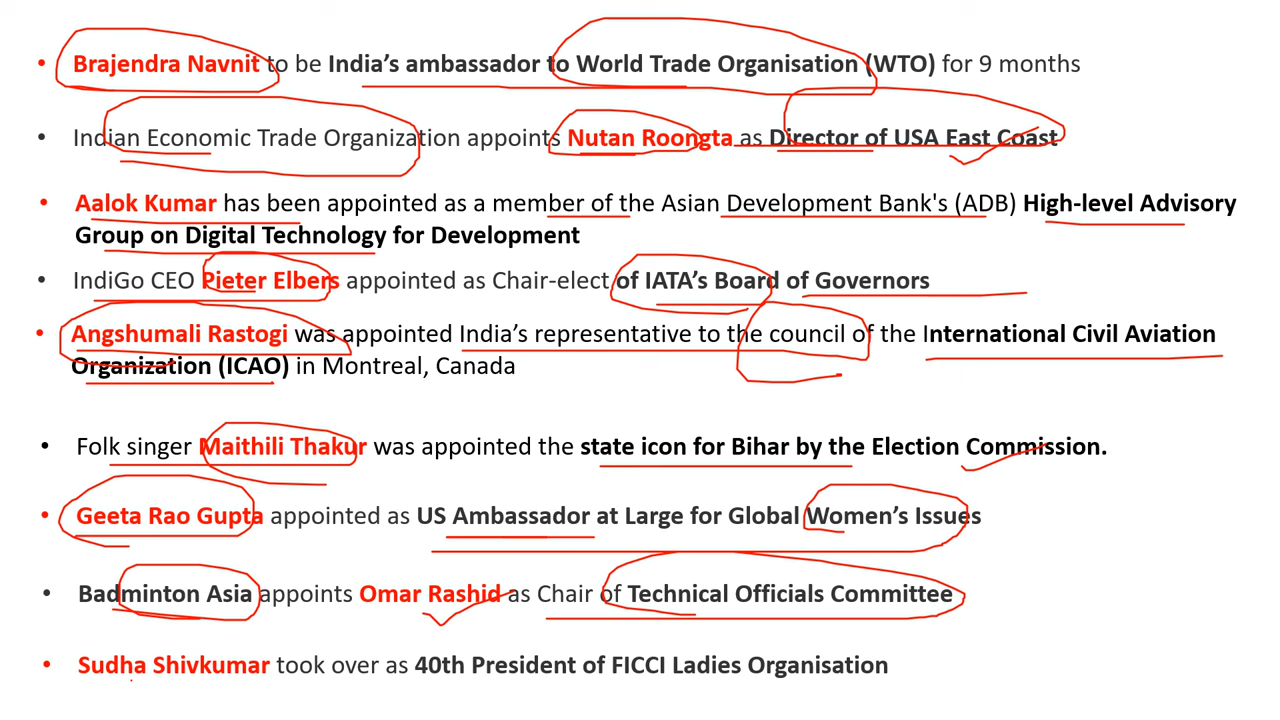 • Brajendra Navnit to be India's ambassador to World Trade Organisation (WTO) for 9 months
• Indian Economic Trade Organization appoints Nutan Roongta as Director of USA East Coast
• Aalok Kumar has been appointed as a member of the Asian Development Bank's (ADB) High-level Advisory
Group on Digital Technology for Development
• IndiGo CEO Pieter Elbers appointed as Chair-elect of IATA's Board of Governors
• Angshumali Rastogi was appointed India's representative to the council of the International Civil Aviation
Organization (ICAO) in Montreal, Canada
• Folk singer Maithili Thakur was appointed the state icon for Bihar by the Election Commission.
• Geeta Rao Gupta appointed as US Ambassador at Large for Global Women's Issues
• Badminton Asia appoints Omar Rashid as Chair of Technical Officials Committee
• Sudha Shivkumar took over as 40th President of FICCI Ladies Organisation